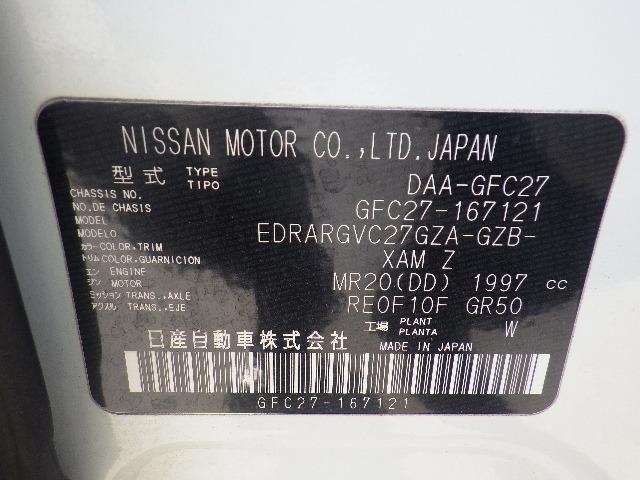 NISSAN MOTOR CO.,LTD.JAPAN
型式 TYPE TIPO DAA-GFC27
CHASSIS NO.
NO.DE CHASIS GFC27-167121
MODEL
MODELO EDRARGVC27GZA-GZB-
カラー COLOR,TRIM
トリム COLOR,GUARNICION XAM Z
エン ENGINE
ジン MOTOR MR20(DD) 1997 cc
ミッション TRANS.,AXLE
アクスル TRANS.,EJE RE0F10F GR50
工場 PLANT PLANTA W
日産自動車株式会社 MADE IN JAPAN
GFC27-167121